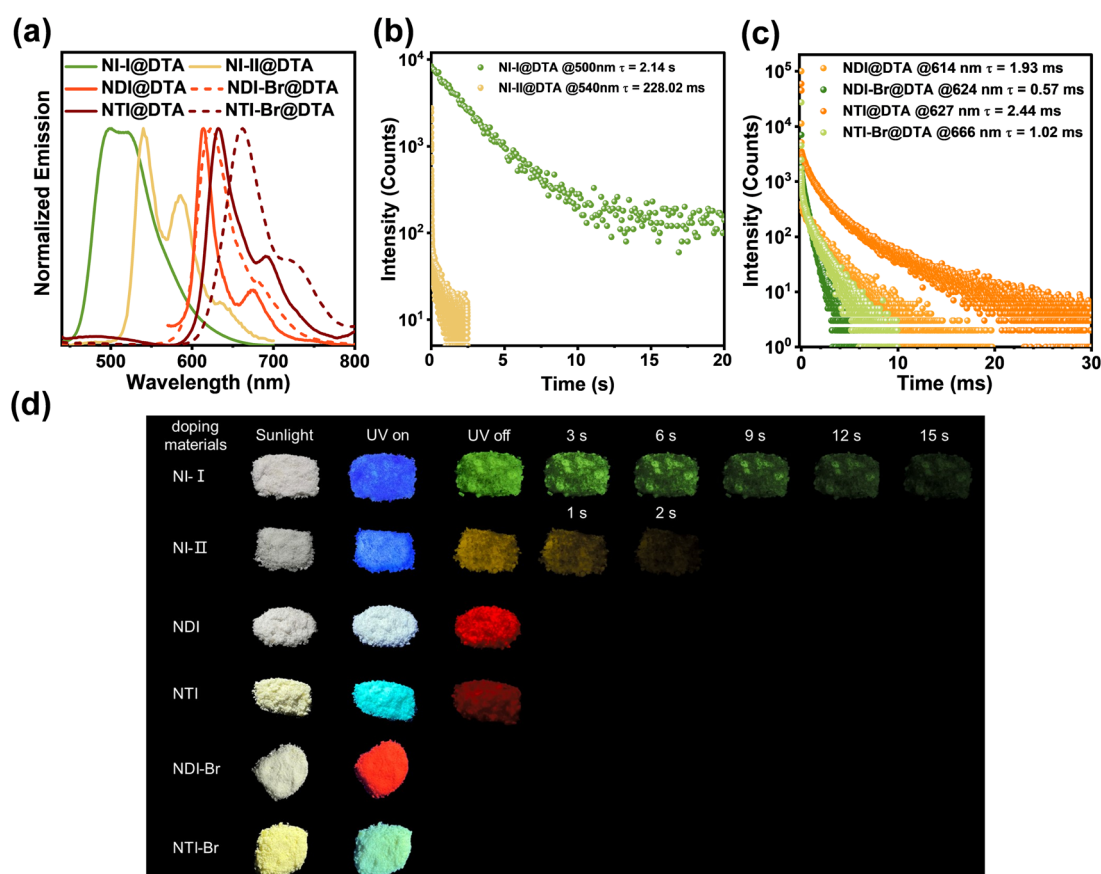 (a)
NI-I@DTA NI-II@DTA
NDI@DTA NDI-Br@DTA
NTI@DTA NTI-Br@DTA
Normalized Emission
500 550 600 650 700 750 800
Wavelength (nm)
(b)
NI-I@DTA @500nm τ = 2.14 s
NI-II@DTA @540nm τ = 228.02 ms
Intensity (Counts)
10⁴
10³
10²
10¹
0 5 10 15 20
Time (s)
(c)
NDI@DTA @614 nm τ = 1.93 ms
NDI-Br@DTA @624 nm τ = 0.57 ms
NTI@DTA @627 nm τ = 2.44 ms
NTI-Br@DTA @666 nm τ = 1.02 ms
Intensity (Counts)
10⁵
10⁴
10³
10²
10¹
10⁰
0 10 20 30
Time (ms)
(d)
doping
materials Sunlight UV on UV off 3 s 6 s 9 s 12 s 15 s
NI-Ⅰ
1 s 2 s
NI-Ⅱ
NDI
NTI
NDI-Br
NTI-Br